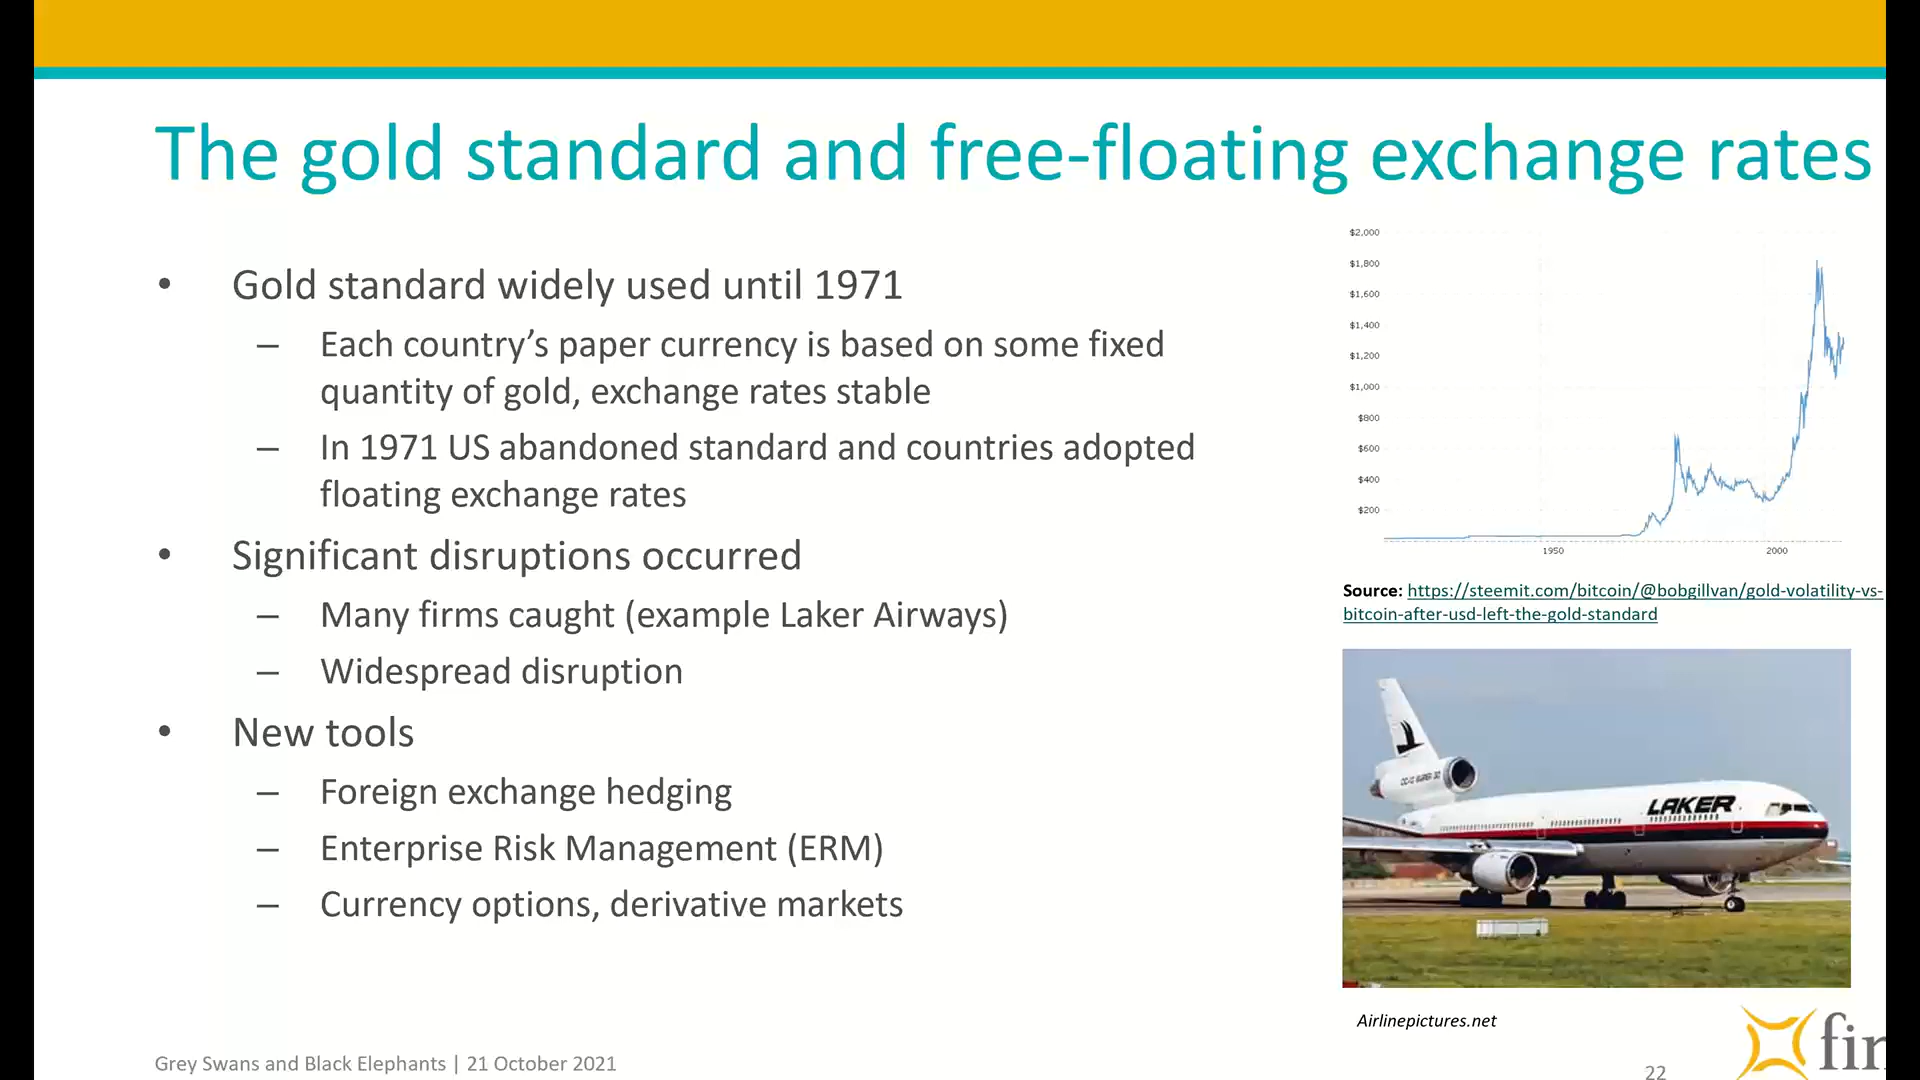 The gold standard and free-floating exchange rates
• Gold standard widely used until 1971
– Each country’s paper currency is based on some fixed
quantity of gold, exchange rates stable
– In 1971 US abandoned standard and countries adopted
floating exchange rates
• Significant disruptions occurred
– Many firms caught (example Laker Airways)
– Widespread disruption
• New tools
– Foreign exchange hedging
– Enterprise Risk Management (ERM)
– Currency options, derivative markets
$2,000
$1,800
$1,600
$1,400
$1,200
$1,000
$800
$600
$400
$200
1950 2000
Source: https://steemit.com/bitcoin/@bobgillvan/gold-volatility-vs-
bitcoin-after-usd-left-the-gold-standard
LAKER
Airlinepictures.net
Grey Swans and Black Elephants | 21 October 2021
22